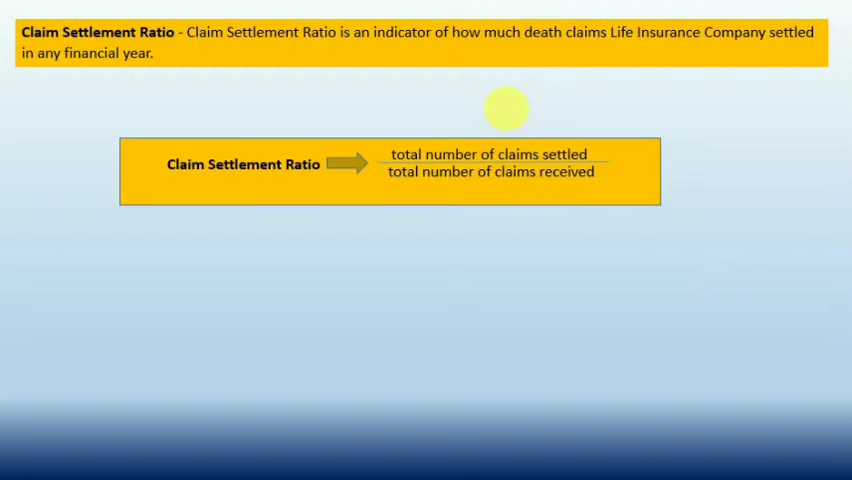 Claim Settlement Ratio - Claim Settlement Ratio is an indicator of how much death claims Life Insurance Company settled
in any financial year.
total number of claims settled
Claim Settlement Ratio
total number of claims received